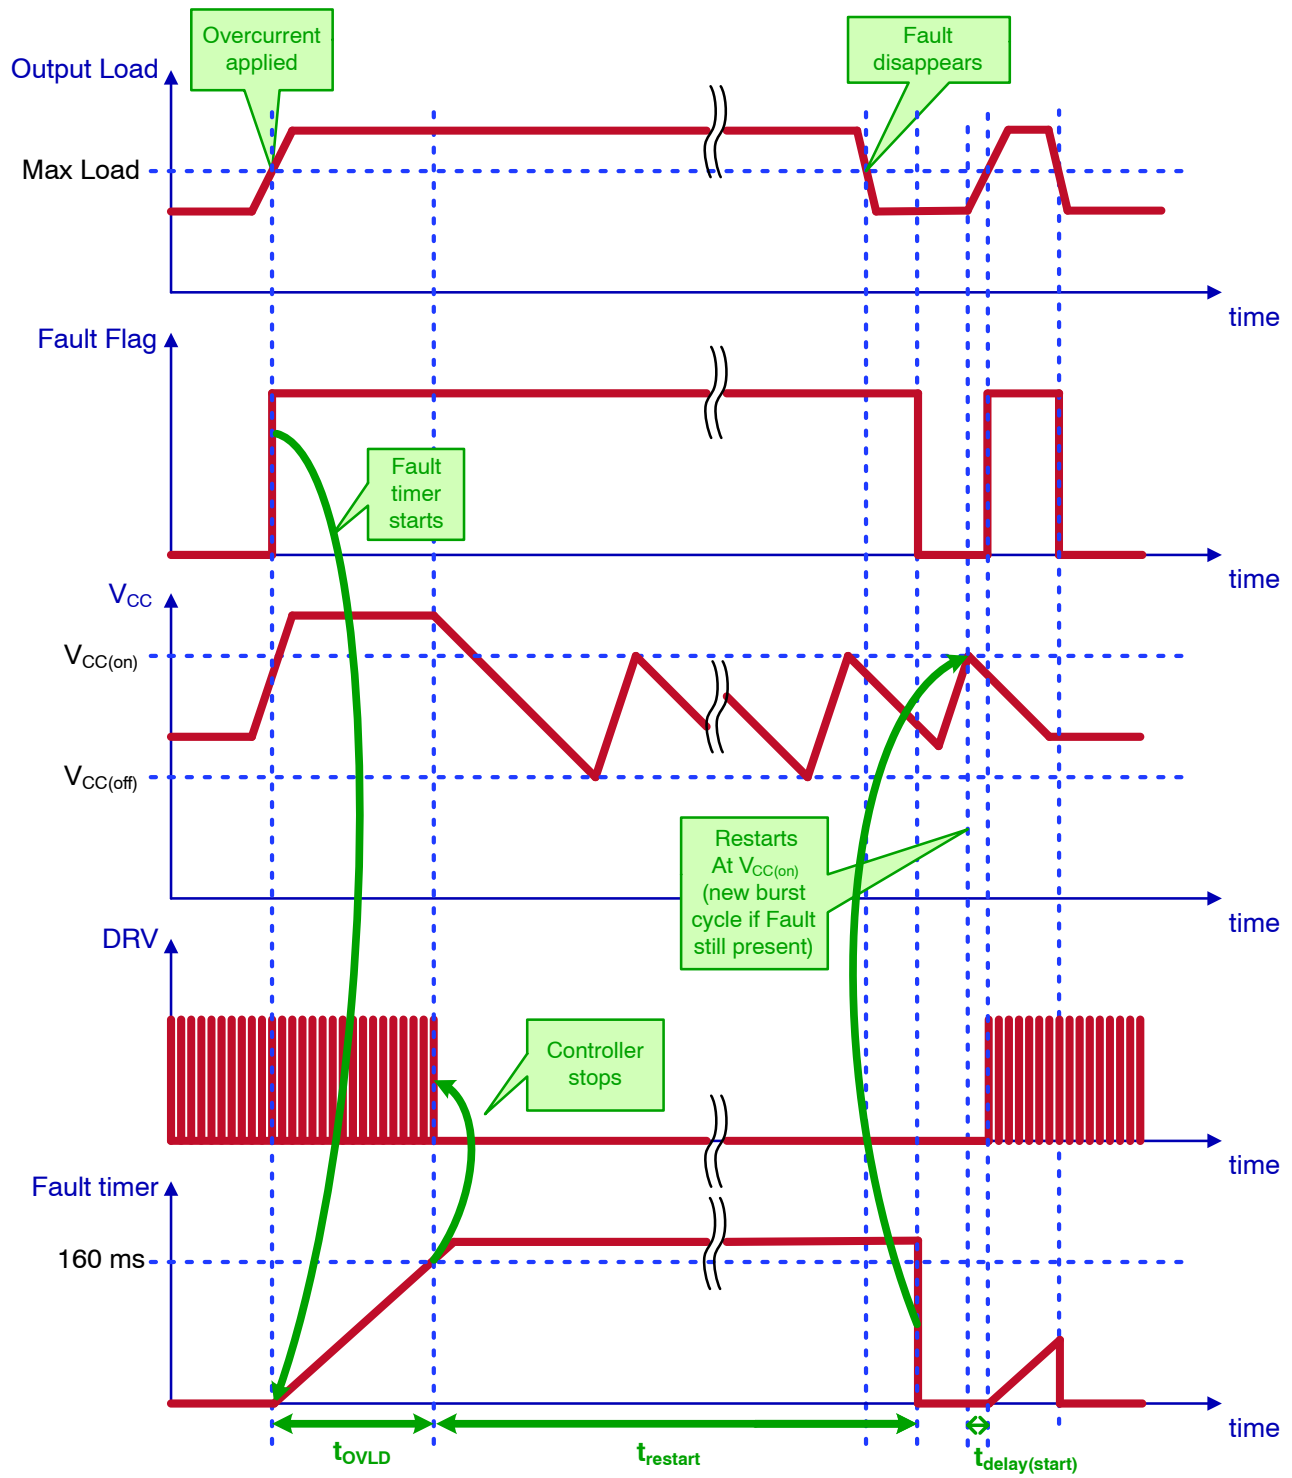 Overcurrent
applied
Fault
disappears
Output Load
Max Load
time
Fault Flag
Fault
timer
starts
time
VCC
VCC(on)
VCC(off)
Restarts
At VCC(on)
(new burst
cycle if Fault
still present)
time
DRV
Controller
stops
time
Fault timer
160 ms
time
tOVLD
trestart
tdelay(start)